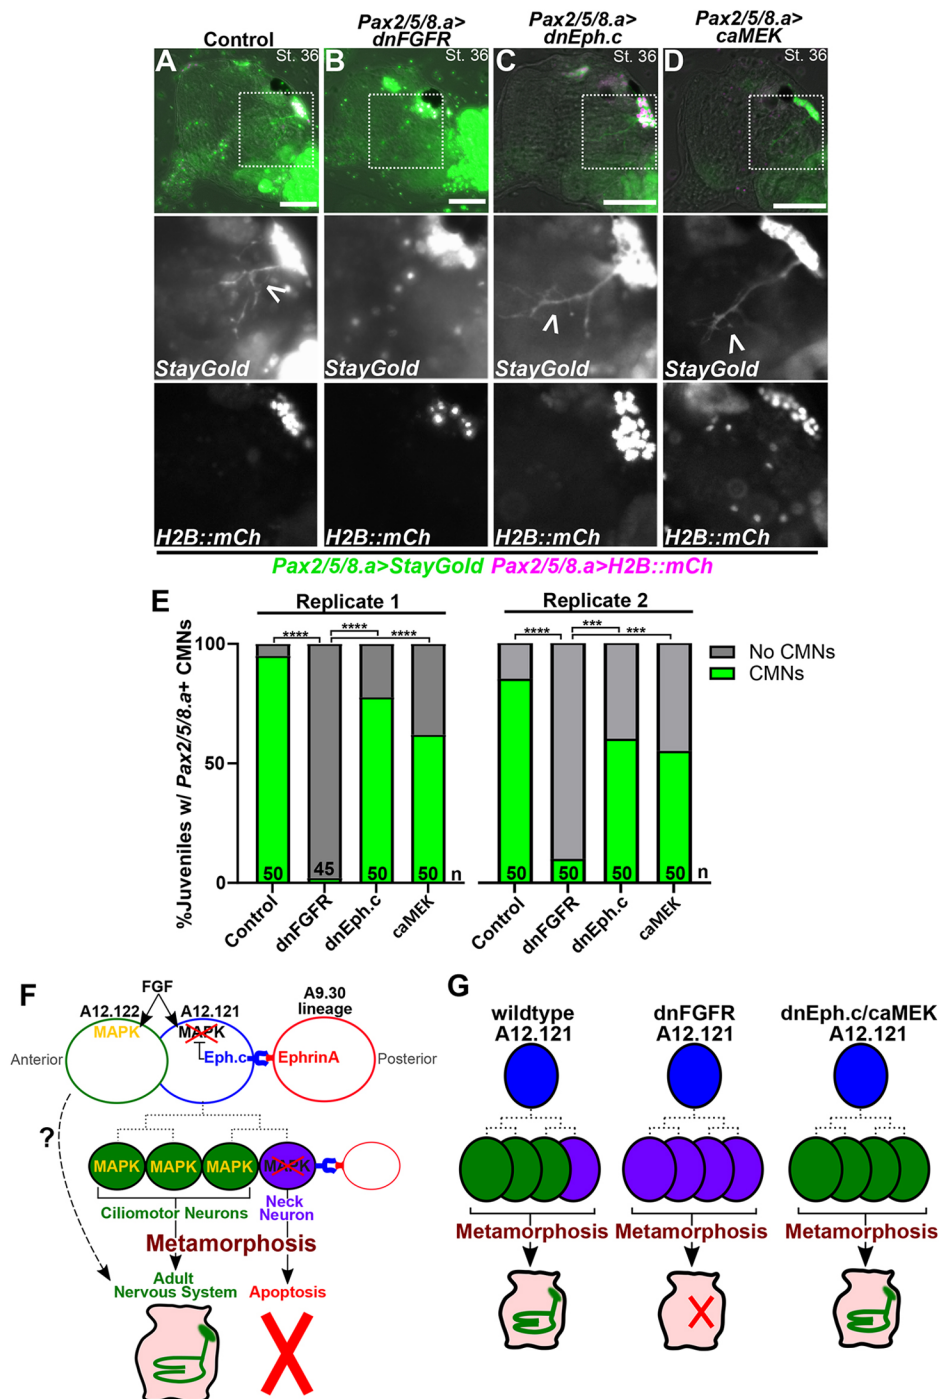 Control
Pax2/5/8.a>
dnFGFR
Pax2/5/8.a>
dnEph.c
Pax2/5/8.a>
caMEK
A
St. 36
B
St. 36
C
St. 36
D
St. 36
StayGold
StayGold
StayGold
StayGold
H2B::mCh
H2B::mCh
H2B::mCh
H2B::mCh
Pax2/5/8.a>StayGold Pax2/5/8.a>H2B::mCh
E
Replicate 1
Replicate 2
**** **** ****
**** *** ***
%Juveniles w/ Pax2/5/8.a+ CMNs
100
50
0
No CMNs
CMNs
50 45 50 50 n
50 50 50 50 n
Control
dnFGFR
dnEph.c
caMEK
Control
dnFGFR
dnEph.c
caMEK
F
FGF
A12.122
A12.121
A9.30
lineage
MAPK
MAPK
Anterior
Eph.c
EphrinA
Posterior
?
MAPK MAPK MAPK MAPK
Ciliomotor Neurons
Neck
Neuron
Metamorphosis
Adult
Nervous System
Apoptosis
G
wildtype
A12.121
dnFGFR
A12.121
dnEph.c/caMEK
A12.121
Metamorphosis
Metamorphosis
Metamorphosis